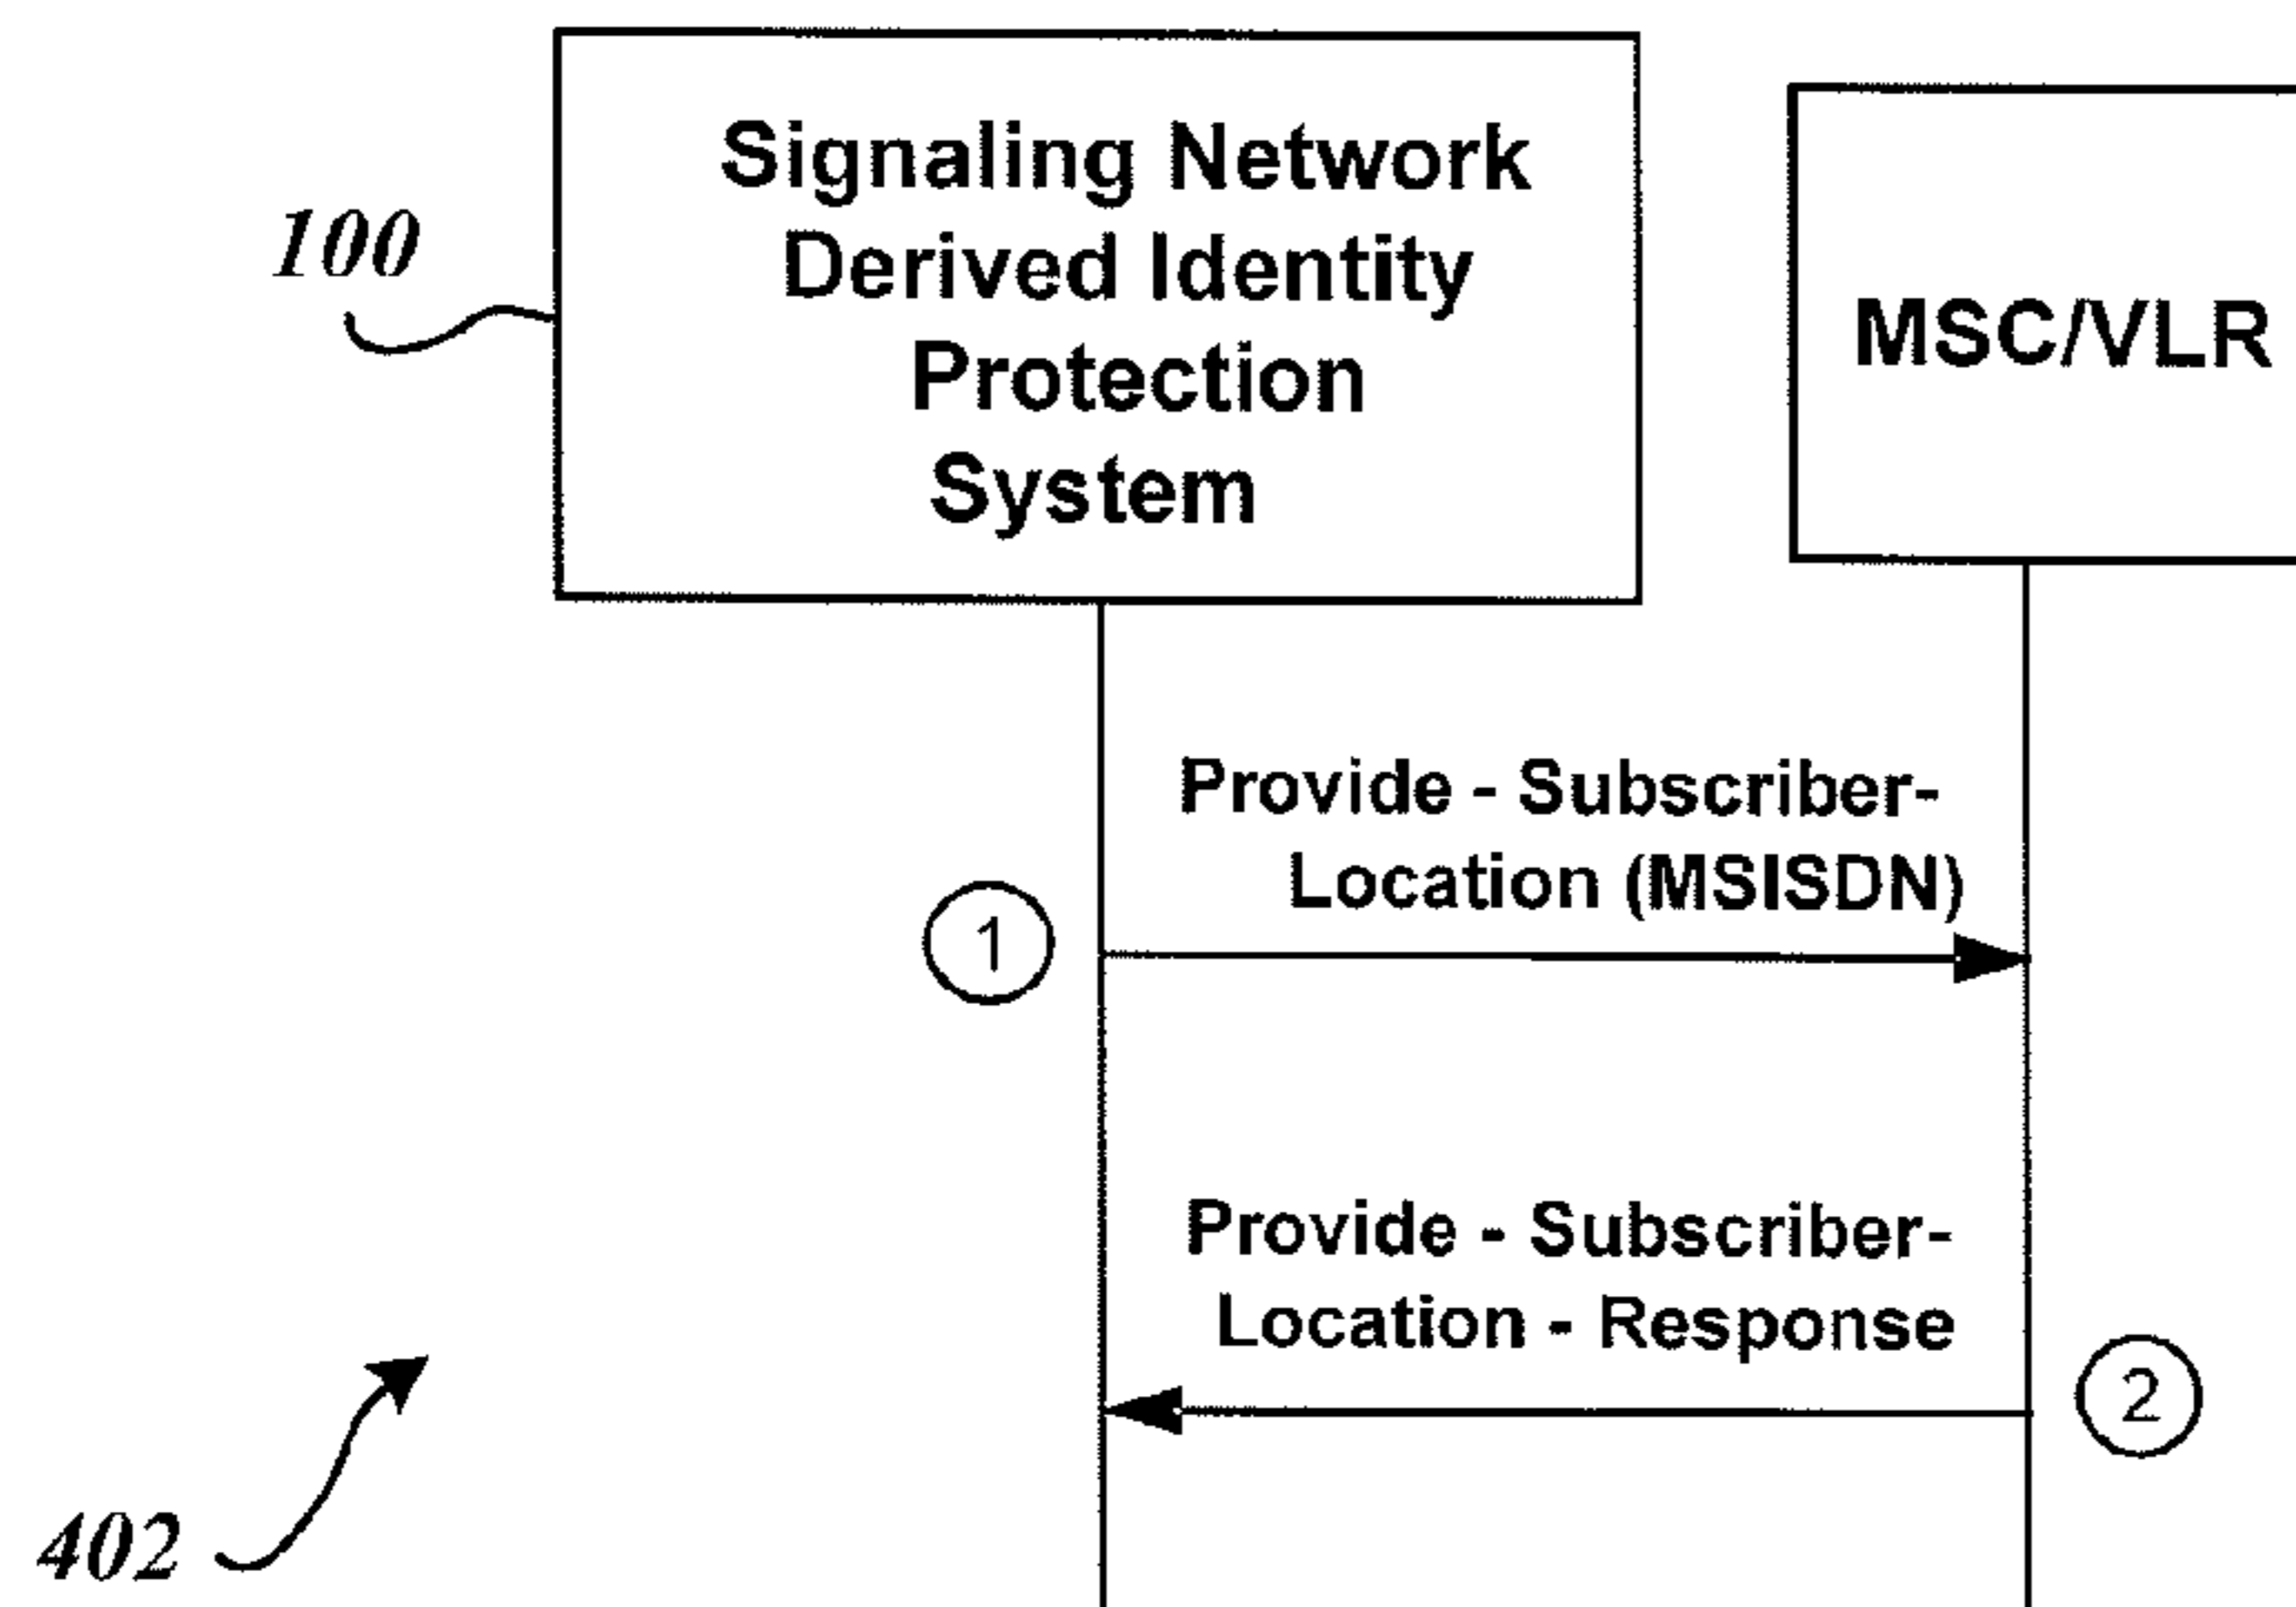 Signaling Network
Derived Identity
Protection
System
100
MSC/VLR
Provide - Subscriber-
Location (MSISDN)
1
Provide - Subscriber-
Location - Response
2
402